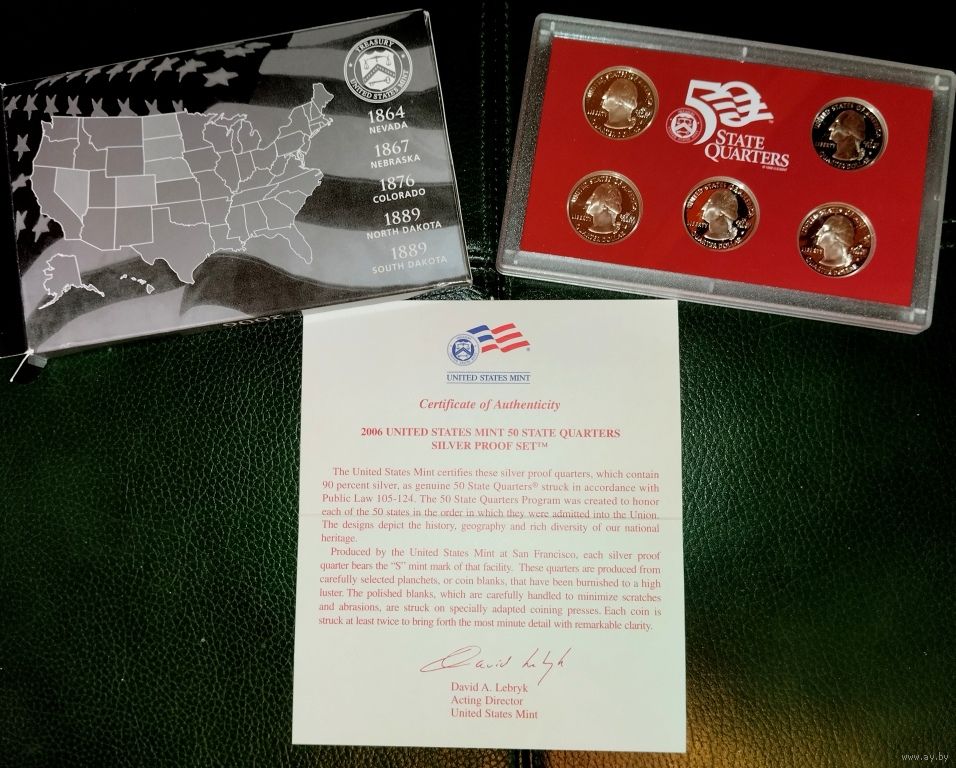 TREASURY
UNITED STATES MINT
1864
NEVADA
1867
NEBRASKA
1876
COLORADO
1889
NORTH DAKOTA
1889
SOUTH DAKOTA
50
STATE
QUARTERS
UNITED STATES MINT
Certificate of Authenticity
2006 UNITED STATES MINT 50 STATE QUARTERS
SILVER PROOF SET™
The United States Mint certifies these silver proof quarters, which contain
90 percent silver, as genuine 50 State Quarters® struck in accordance with
Public Law 105-124. The 50 State Quarters Program was created to honor
each of the 50 states in the order in which they were admitted into the Union.
The designs depict the history, geography and rich diversity of our national
heritage.
Produced by the United States Mint at San Francisco, each silver proof
quarter bears the “S” mint mark of that facility. These quarters are produced from
carefully selected planchets, or coin blanks, that have been burnished to a high
luster. The polished blanks, which are carefully handled to minimize scratches
and abrasions, are struck on specially adapted coining presses. Each coin is
struck at least twice to bring forth the most minute detail with remarkable clarity.
David Lebryk
David A. Lebryk
Acting Director
United States Mint
www.ay.by